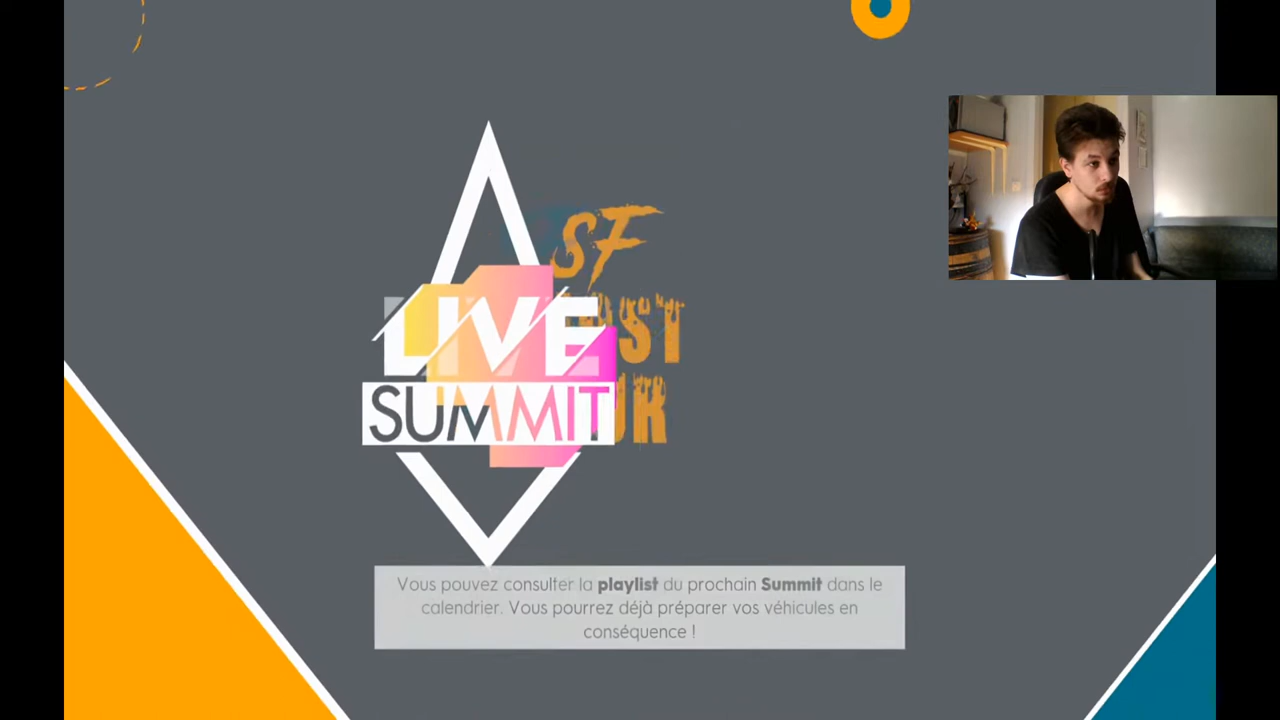 SF
LIVE
SUMMIT
Vous pouvez consulter la playlist du prochain Summit dans le
calendrier. Vous pourrez déjà préparer vos véhicules en
conséquence !